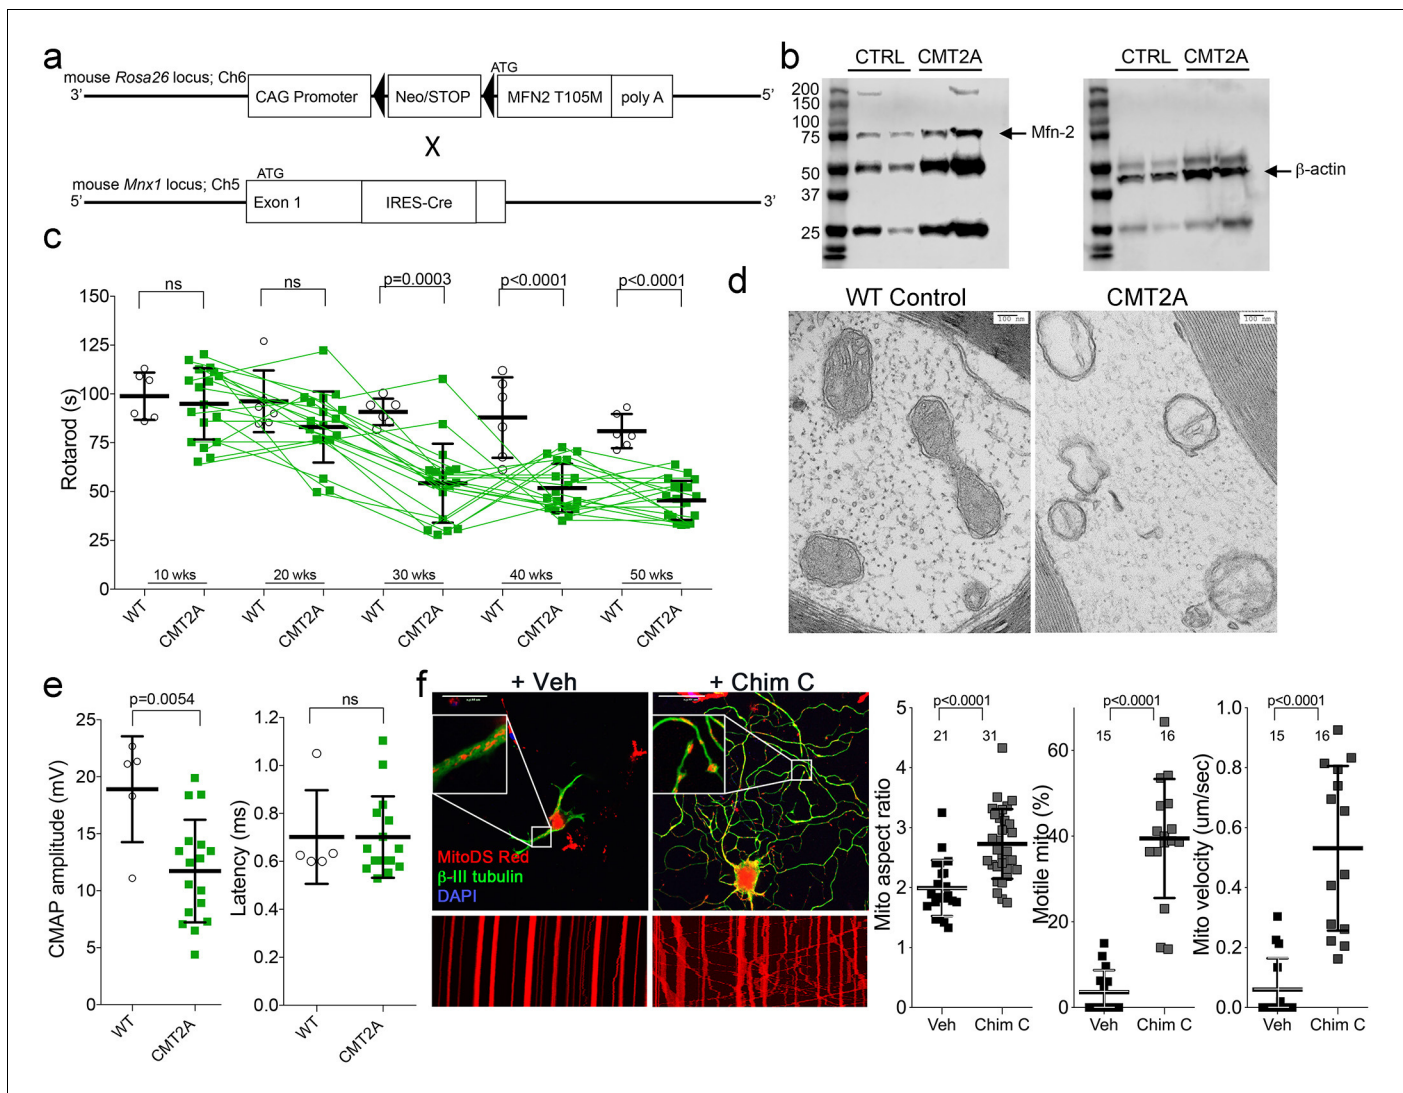 a
mouse Rosa26 locus; Ch6
3’
CAG Promoter
Neo/STOP
ATG
MFN2 T105M
poly A
5’
X
mouse Mnx1 locus; Ch5
5’
ATG
Exon 1
IRES-Cre
3’
b
CTRL CMT2A
200
150
100
75
50
37
25
Mfn-2
CTRL CMT2A
β-actin
c
Rotarod (s)
150
125
100
75
50
25
0
ns
ns
p=0.0003
p<0.0001
p<0.0001
10 wks
20 wks
30 wks
40 wks
50 wks
WT
CMT2A
WT
CMT2A
WT
CMT2A
WT
CMT2A
WT
CMT2A
d
WT Control
CMT2A
100 nm
100 nm
e
p=0.0054
CMAP amplitude (mV)
25
20
15
10
5
0
WT
CMT2A
ns
Latency (ms)
1.2
1.0
0.8
0.6
0.4
0.2
0.0
WT
CMT2A
f
+ Veh
+ Chim C
MitoDS Red
β-III tubulin
DAPI
Mito aspect ratio
5
4
3
2
1
0
p<0.0001
21
31
Veh
Chim C
Motile mito (%)
60
40
20
0
p<0.0001
15
16
Veh
Chim C
Mito velocity (um/sec)
1.0
0.8
0.6
0.4
0.2
0.0
p<0.0001
15
16
Veh
Chim C